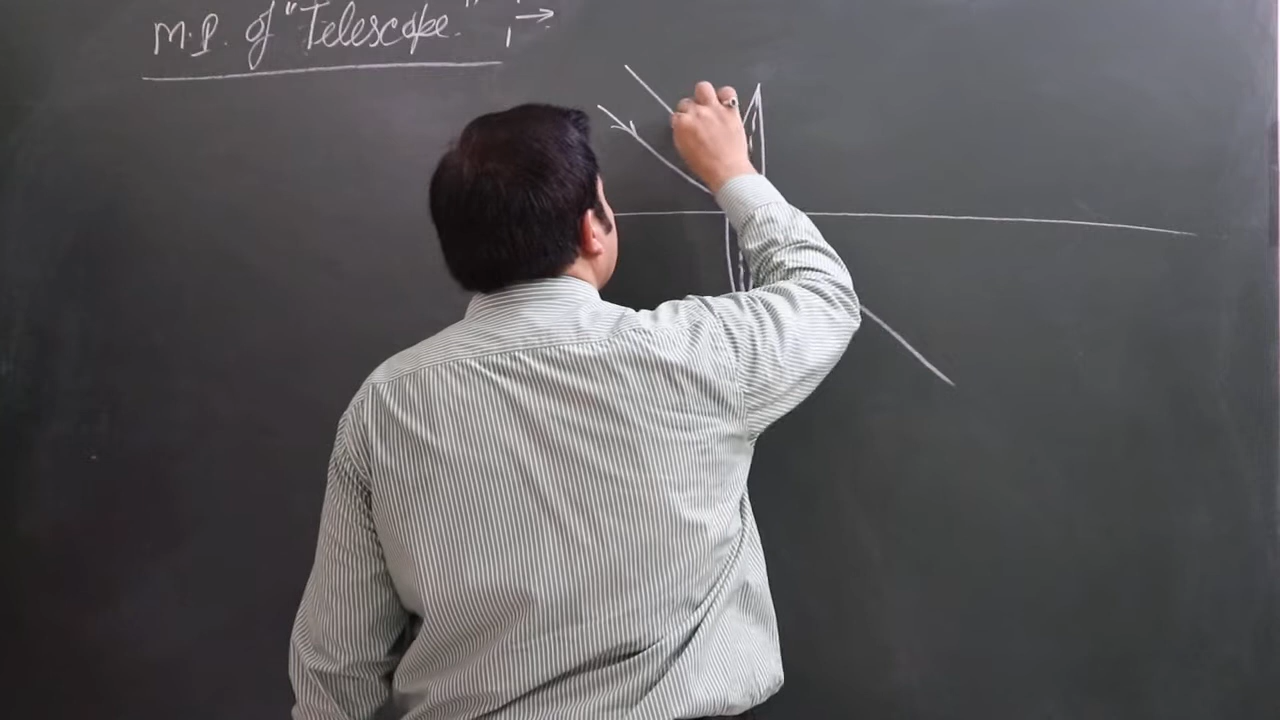 M.P. of "Telescope" :→